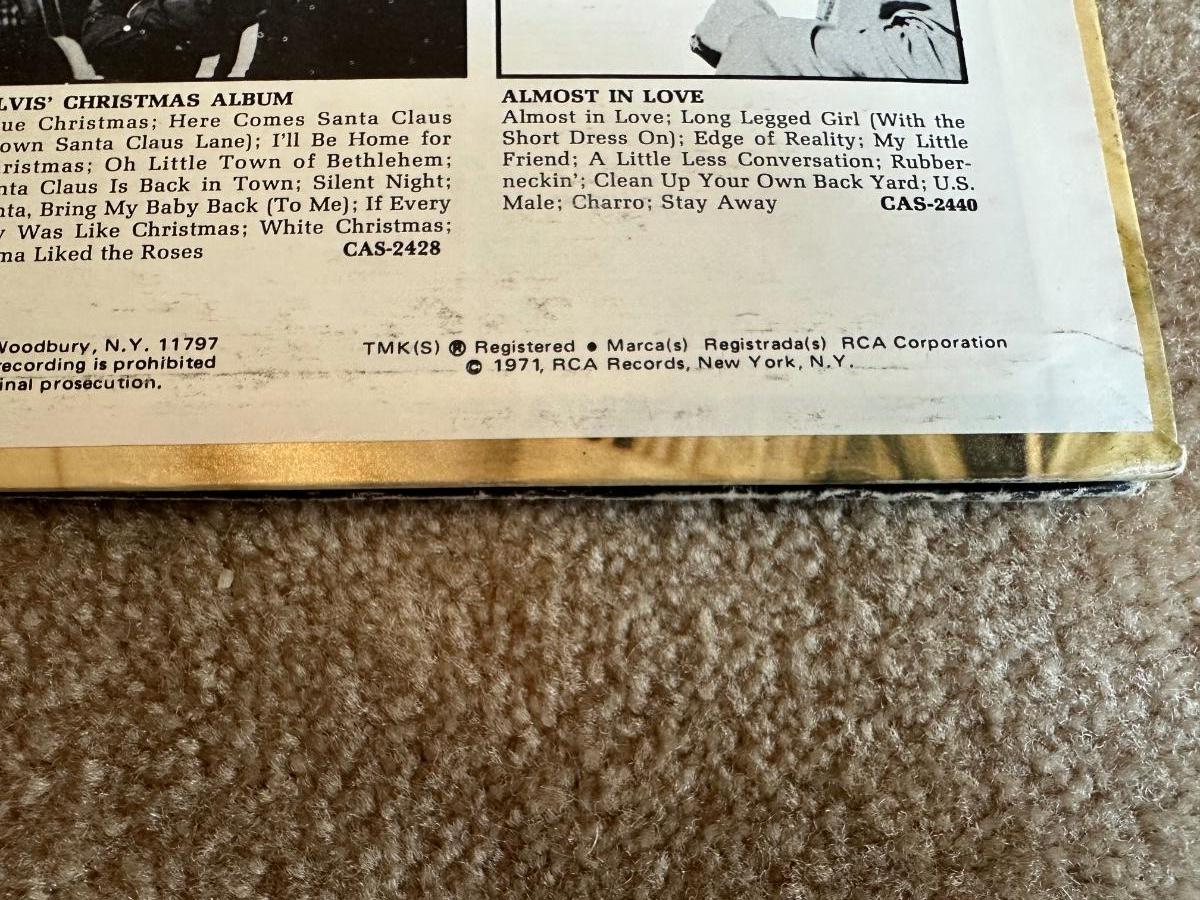 LVIS' CHRISTMAS ALBUM
ue Christmas; Here Comes Santa Claus
own Santa Claus Lane); I'll Be Home for
ristmas; Oh Little Town of Bethlehem;
nta Claus Is Back in Town; Silent Night;
nta, Bring My Baby Back (To Me); If Every
y Was Like Christmas; White Christmas;
ma Liked the Roses CAS-2428
ALMOST IN LOVE
Almost in Love; Long Legged Girl (With the
Short Dress On); Edge of Reality; My Little
Friend; A Little Less Conversation; Rubber-
neckin'; Clean Up Your Own Back Yard; U.S.
Male; Charro; Stay Away CAS-2440
Woodbury, N.Y. 11797
recording is prohibited
inal prosecution.
TMK(S) ® Registered • Marca(s) Registrada(s) RCA Corporation
© 1971, RCA Records, New York, N.Y.